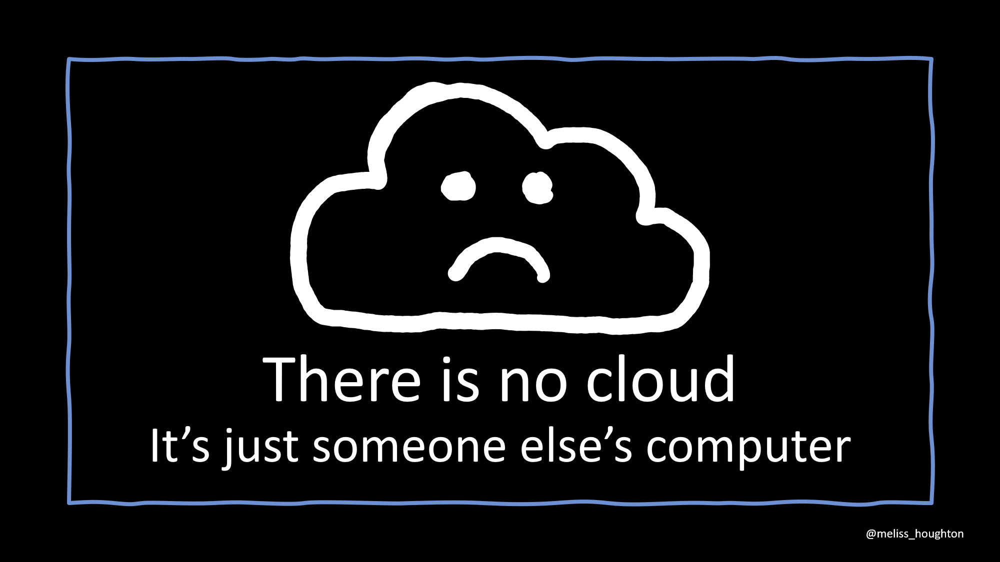 There is no cloud
It’s just someone else’s computer
@meliss_houghton